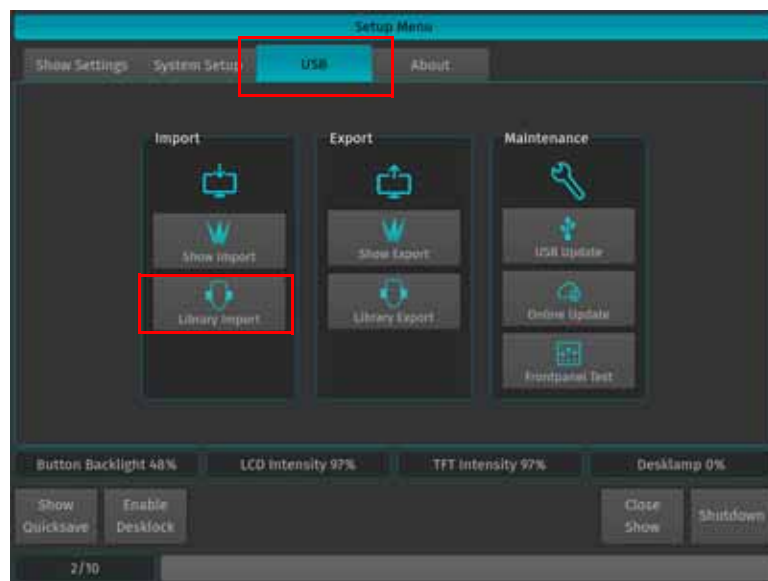 Setup Menu
Show Settings System Setup USB About
Import Export Maintenance
Show Import Show Export USB Update
Library Import Library Export Online Update
Frontpanel Test
Button Backlight 48% LCD Intensity 97% TFT Intensity 97% Desklamp 0%
Show Quicksave Enable Desklock Close Show Shutdown
2/10